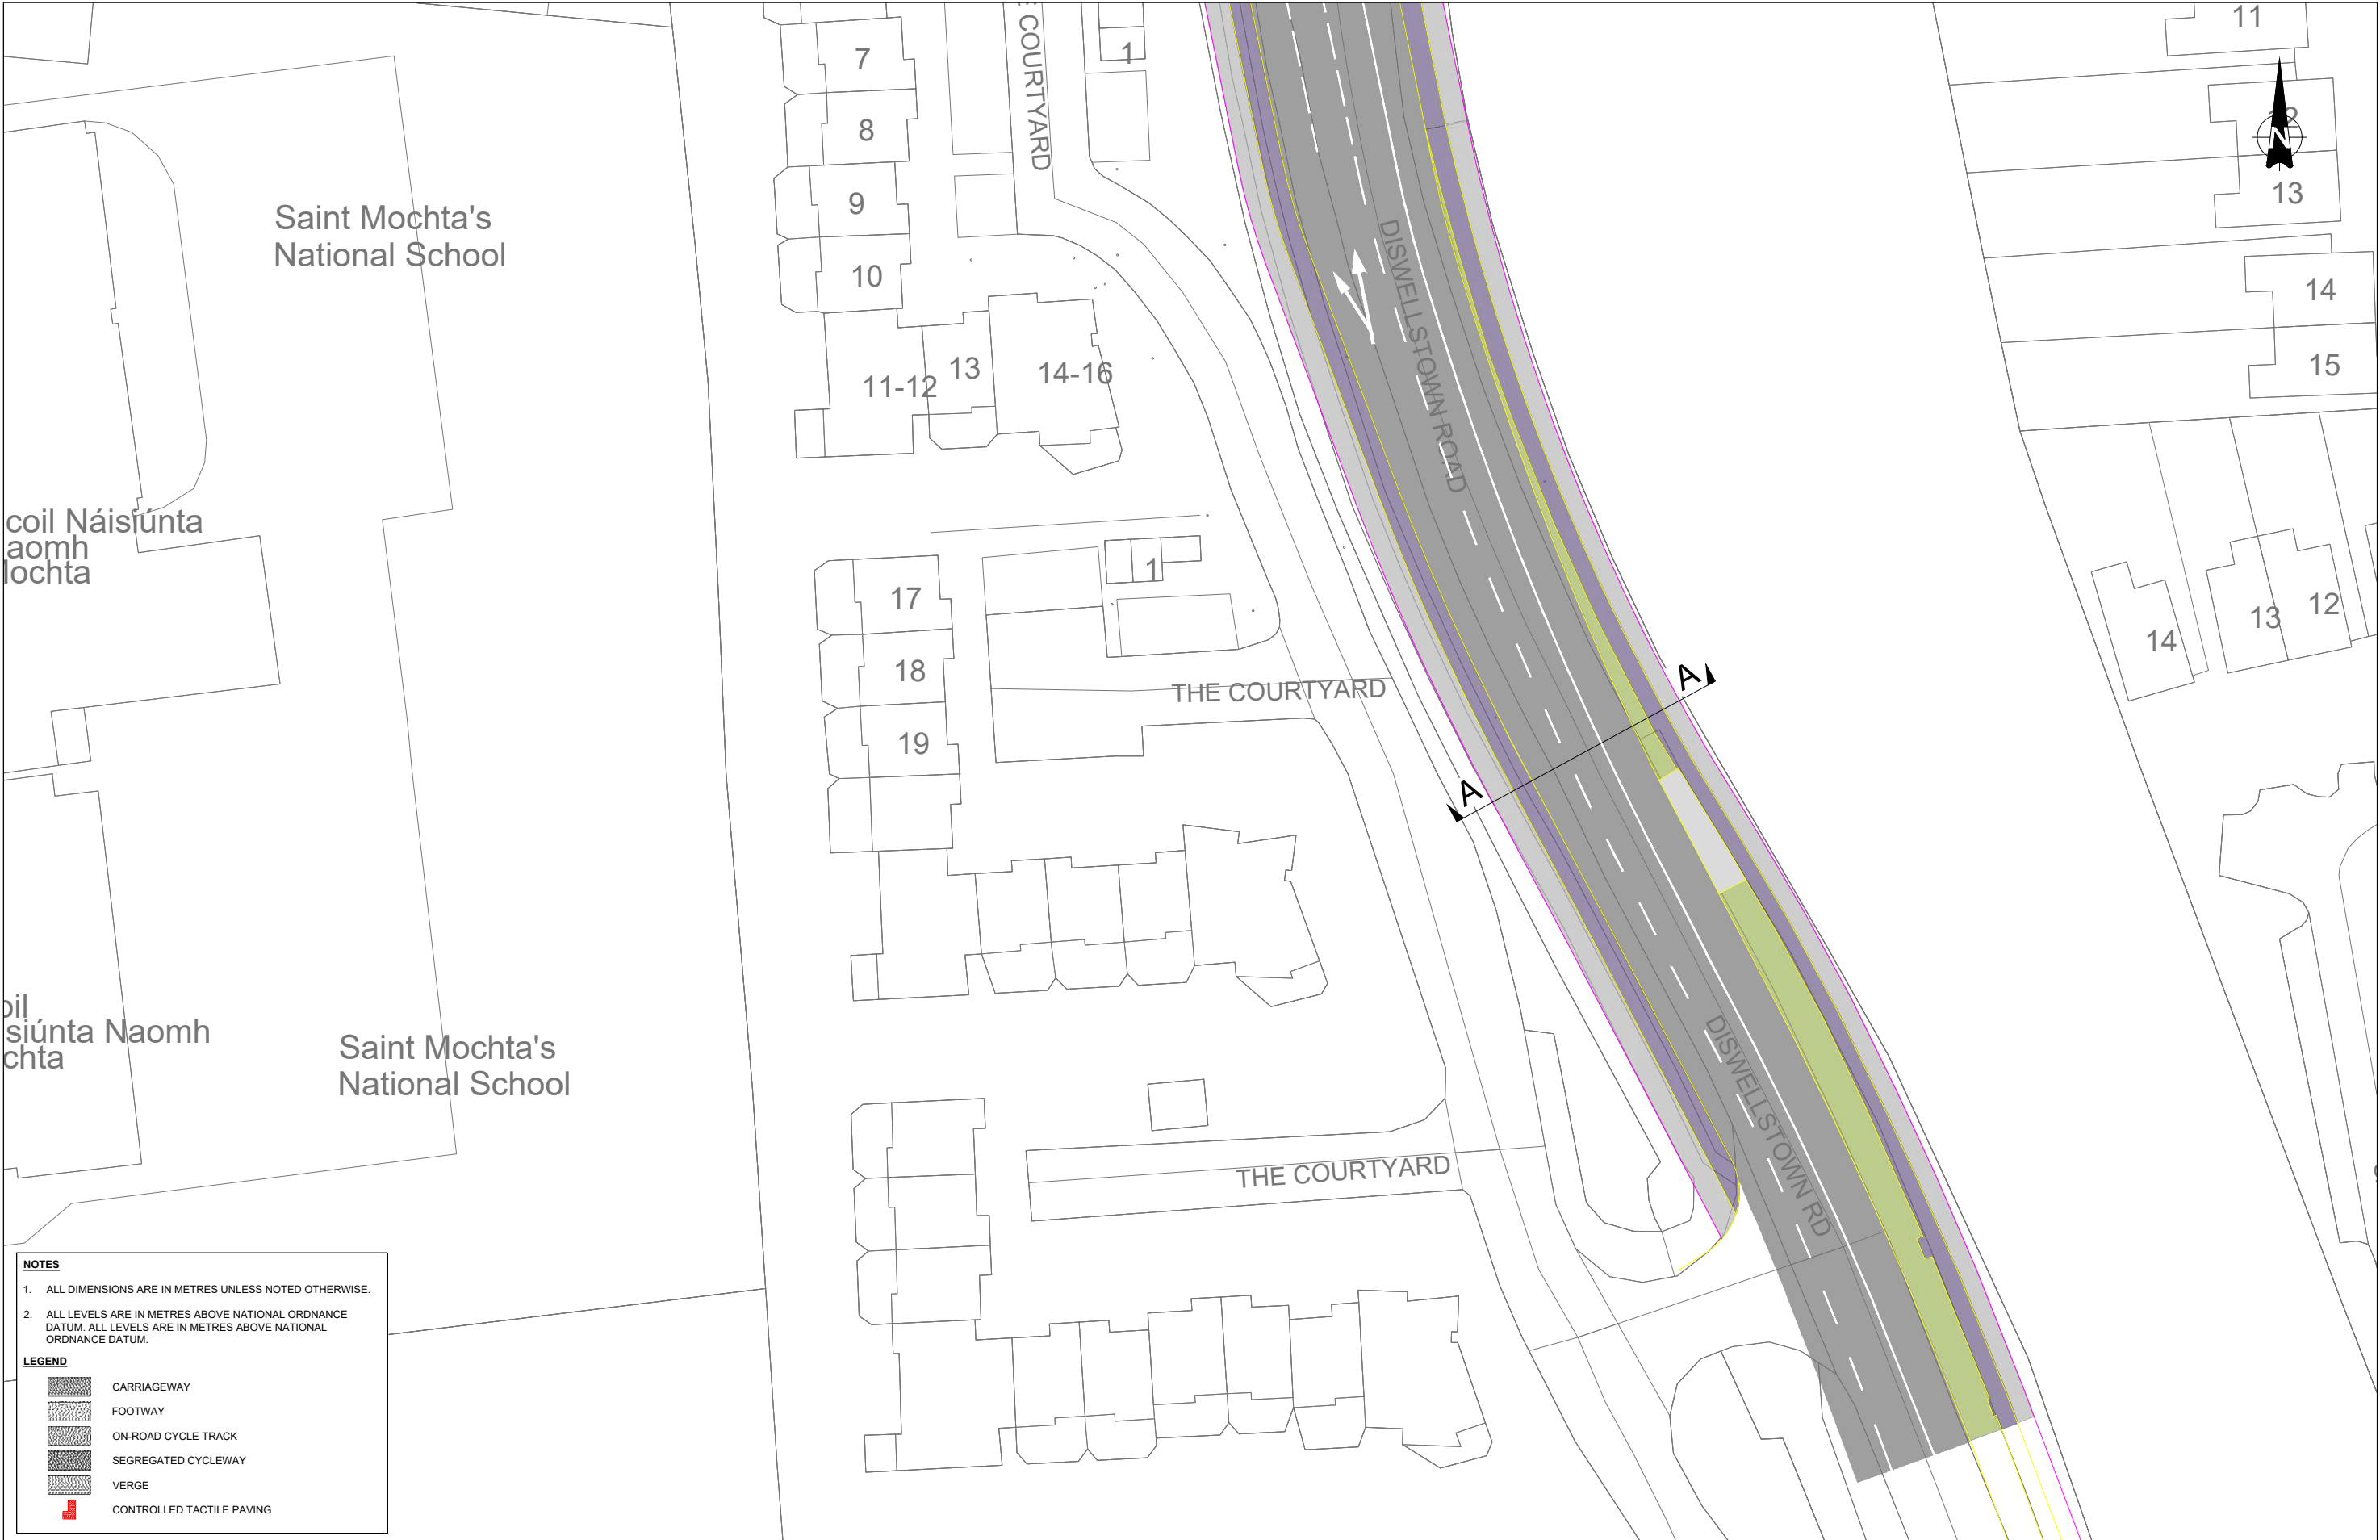 11
7
1
COURTYARD
12
N
8
Saint Mochta's
National School
9
13
DISWELLSTOWN ROAD
10
14
11-12
13
14-16
15
coil Náisiúnta
aomh
lochta
1
17
13
12
14
18
THE COURTYARD
A
19
A
oil
siúnta Naomh
chta
Saint Mochta's
National School
DISWELLSTOWN RD
THE COURTYARD
NOTES
1. ALL DIMENSIONS ARE IN METRES UNLESS NOTED OTHERWISE.
2. ALL LEVELS ARE IN METRES ABOVE NATIONAL ORDNANCE
DATUM. ALL LEVELS ARE IN METRES ABOVE NATIONAL
ORDNANCE DATUM.
LEGEND
CARRIAGEWAY
FOOTWAY
ON-ROAD CYCLE TRACK
SEGREGATED CYCLEWAY
VERGE
CONTROLLED TACTILE PAVING